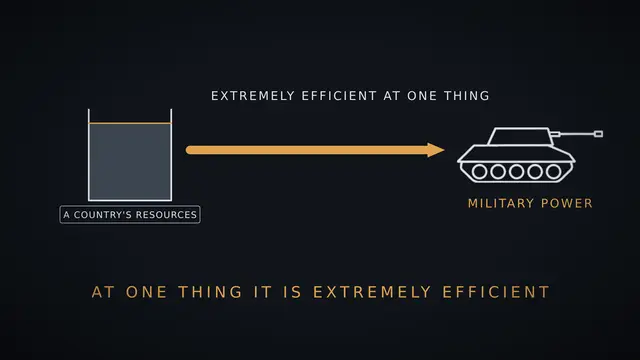 EXTREMELY EFFICIENT AT ONE THING
A COUNTRY'S RESOURCES
MILITARY POWER
AT ONE THING IT IS EXTREMELY EFFICIENT